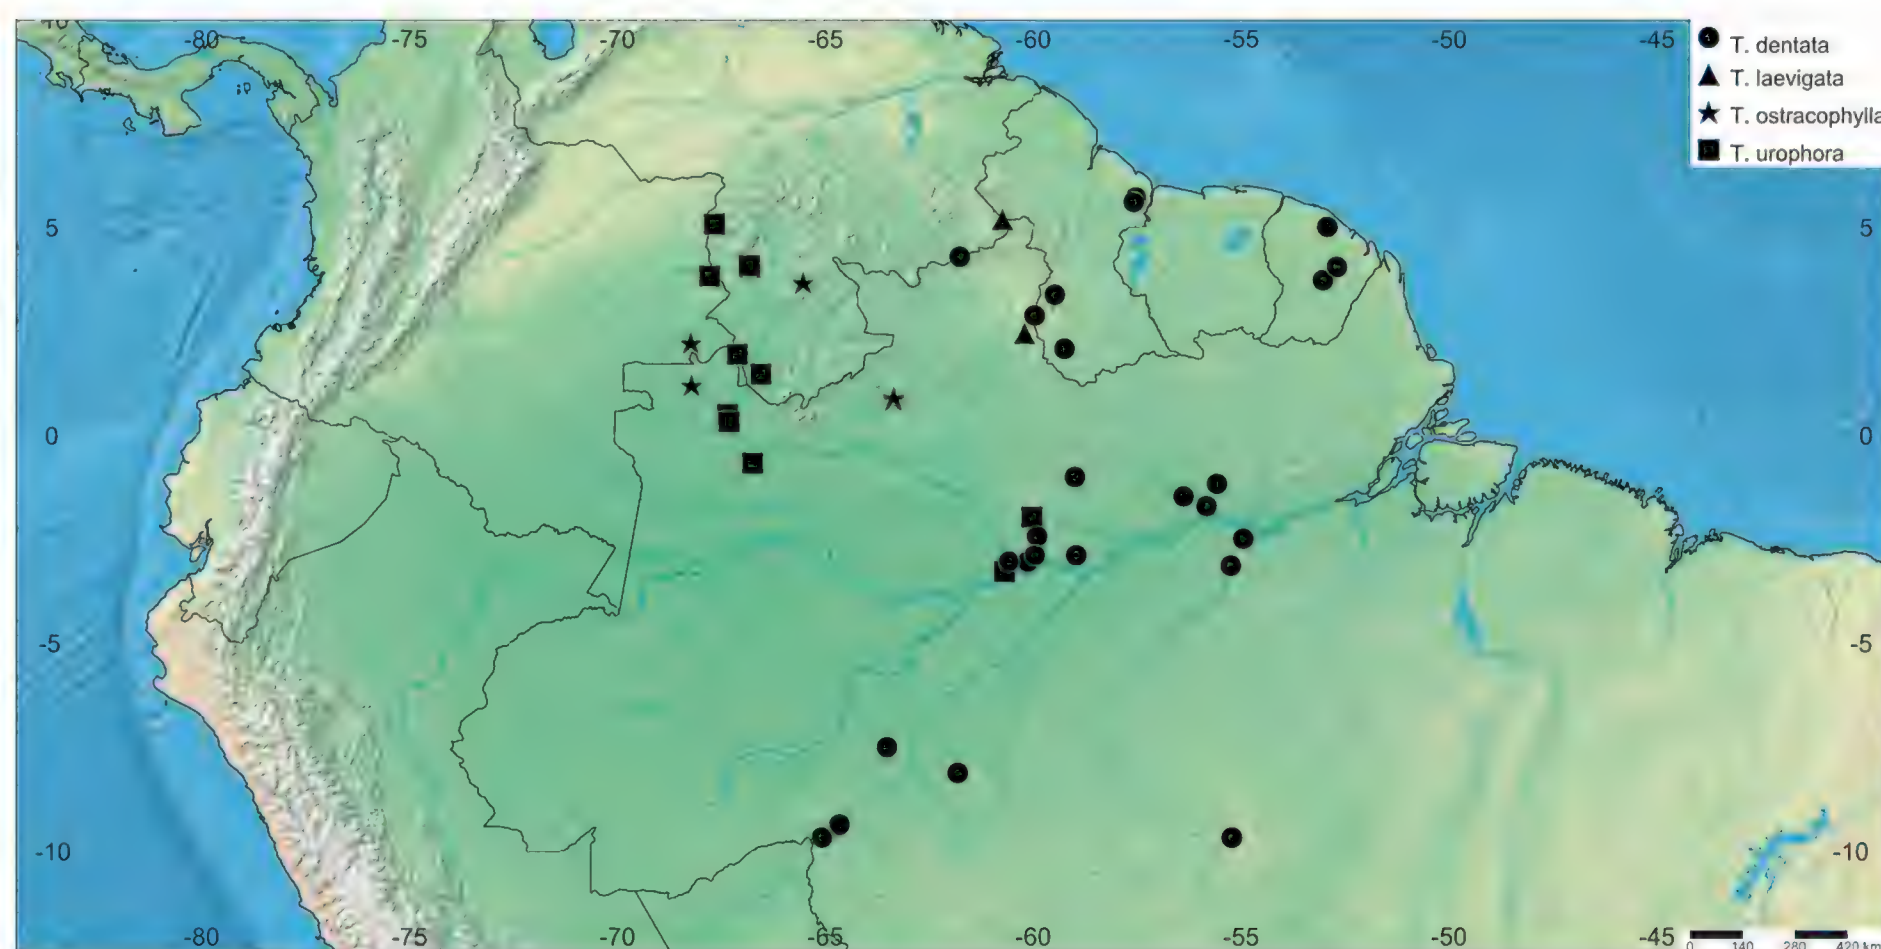 10 -80 -75 -70 -65 -60 -55 -50 -45
T. dentata
T. laevigata
T. ostracophylla
T. urophora
5 5
0 0
-5 -5
-10 -10
-80 -75 -70 -65 -60 -55 -50 -45
0 140 280 420 km